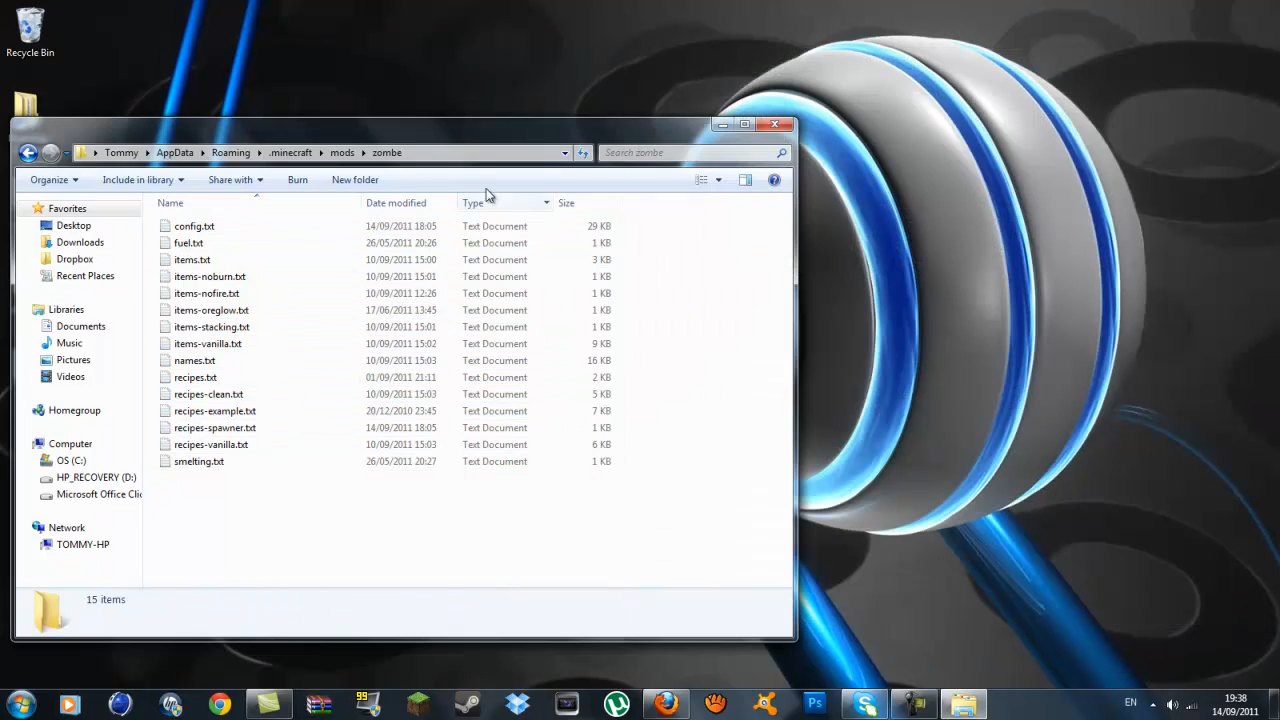 Recycle Bin
Tommy AppData Roaming .minecraft mods zombe Search zombe
Organize Include in library Share with Burn New folder
Name Date modified Type Size
Favorites
Desktop
Downloads
Dropbox
Recent Places
Libraries
Documents
Music
Pictures
Videos
Homegroup
Computer
OS (C:)
HP_RECOVERY (D:)
Microsoft Office Clic
Network
TOMMY-HP
config.txt 14/09/2011 18:05 Text Document 29 KB
fuel.txt 26/05/2011 20:26 Text Document 1 KB
items.txt 10/09/2011 15:00 Text Document 3 KB
items-noburn.txt 10/09/2011 15:01 Text Document 1 KB
items-nofire.txt 10/09/2011 12:26 Text Document 1 KB
items-oreglow.txt 17/06/2011 13:45 Text Document 1 KB
items-stacking.txt 10/09/2011 15:01 Text Document 1 KB
items-vanilla.txt 10/09/2011 15:02 Text Document 9 KB
names.txt 10/09/2011 15:03 Text Document 16 KB
recipes.txt 01/09/2011 21:11 Text Document 2 KB
recipes-clean.txt 10/09/2011 15:03 Text Document 5 KB
recipes-example.txt 20/12/2010 23:45 Text Document 7 KB
recipes-spawner.txt 14/09/2011 18:05 Text Document 1 KB
recipes-vanilla.txt 10/09/2011 15:03 Text Document 6 KB
smelting.txt 26/05/2011 20:27 Text Document 1 KB
15 items
99
Ps
EN
19:38
14/09/2011